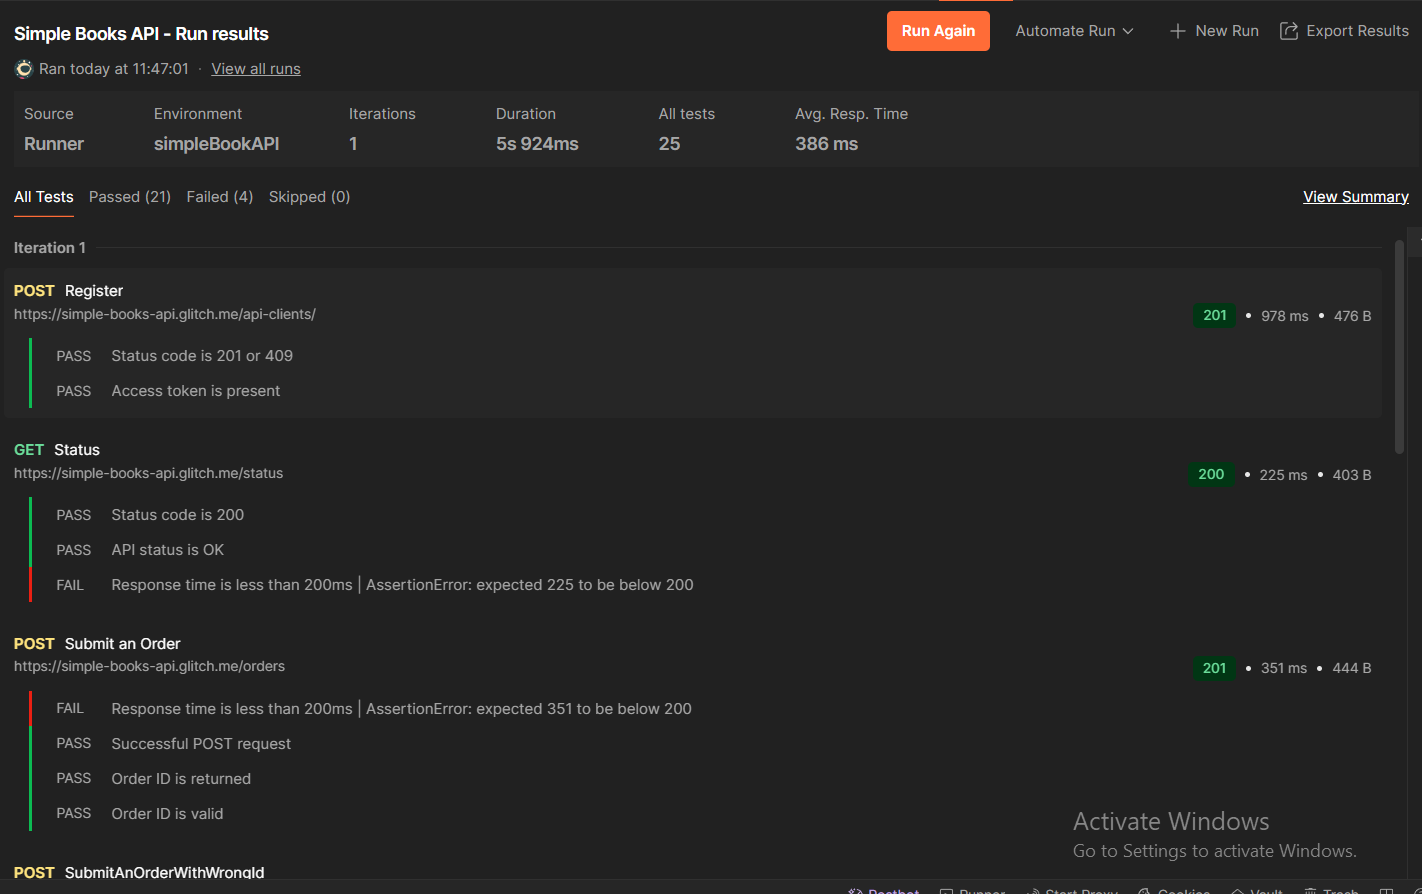 Simple Books API - Run results
Run Again
Automate Run
New Run
Export Results
Ran today at 11:47:01 · View all runs
Source Environment Iterations Duration All tests Avg. Resp. Time
Runner simpleBookAPI 1 5s 924ms 25 386 ms
All Tests Passed (21) Failed (4) Skipped (0) View Summary
Iteration 1
POST Register
https://simple-books-api.glitch.me/api-clients/
201 • 978 ms • 476 B
PASS Status code is 201 or 409
PASS Access token is present
GET Status
https://simple-books-api.glitch.me/status
200 • 225 ms • 403 B
PASS Status code is 200
PASS API status is OK
FAIL Response time is less than 200ms | AssertionError: expected 225 to be below 200
POST Submit an Order
https://simple-books-api.glitch.me/orders
201 • 351 ms • 444 B
FAIL Response time is less than 200ms | AssertionError: expected 351 to be below 200
PASS Successful POST request
PASS Order ID is returned
PASS Order ID is valid
Activate Windows
Go to Settings to activate Windows.
POST SubmitAnOrderWithWrongId
Postbot Runner Start Proxy Cookies Vault Trash